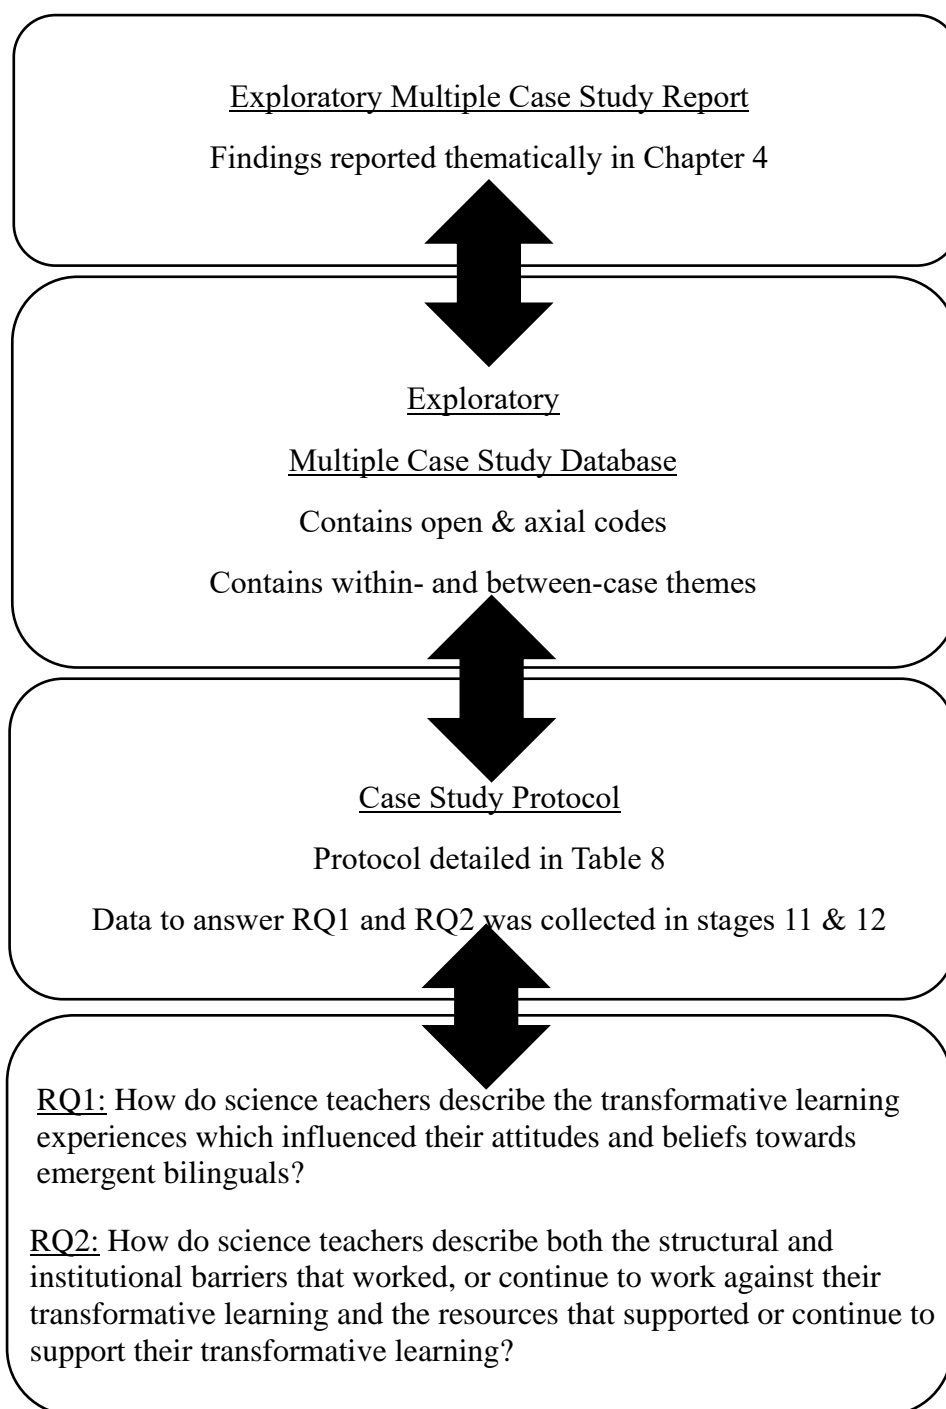 Exploratory Multiple Case Study Report
Findings reported thematically in Chapter 4
Exploratory
Multiple Case Study Database
Contains open & axial codes
Contains within- and between-case themes
Case Study Protocol
Protocol detailed in Table 8
Data to answer RQ1 and RQ2 was collected in stages 11 & 12
RQ1: How do science teachers describe the transformative learning
experiences which influenced their attitudes and beliefs towards
emergent bilinguals?
RQ2: How do science teachers describe both the structural and
institutional barriers that worked, or continue to work against their
transformative learning and the resources that supported or continue to
support their transformative learning?